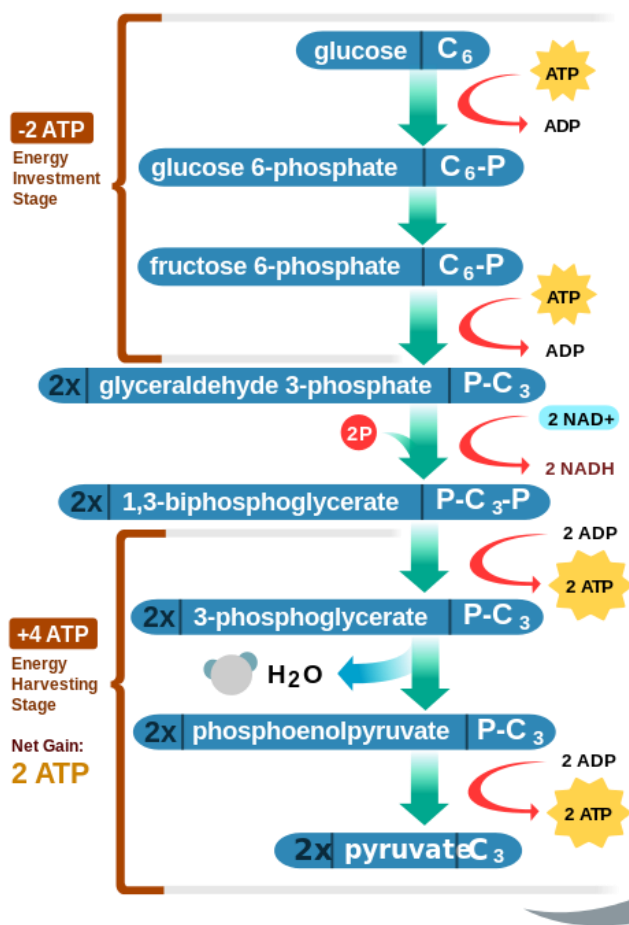 glucose C6
ATP
ADP
-2 ATP
Energy
Investment
Stage
glucose 6-phosphate C6-P
fructose 6-phosphate C6-P
ATP
ADP
2x glyceraldehyde 3-phosphate P-C3
2P
2 NAD+
2 NADH
2x 1,3-biphosphoglycerate P-C3-P
2 ADP
2 ATP
2x 3-phosphoglycerate P-C3
+4 ATP
Energy
Harvesting
Stage
H2O
Net Gain:
2 ATP
2x phosphoenolpyruvate P-C3
2 ADP
2 ATP
2x pyruvate C3